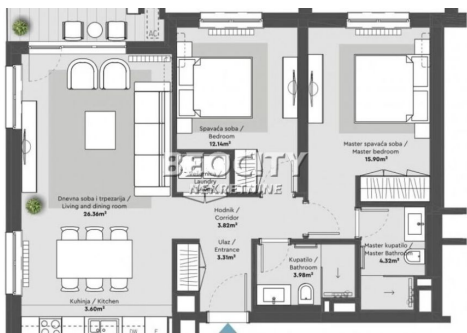 AC
Spavaća soba /
Bedroom
12.14m²
Master spavaća soba /
Master bedroom
15.90m²
BEOCITY
NEKRETNINE
Laundry
Dnevna soba i trpezarija /
Living and dining room
26.36m²
Hodnik /
Corridor
3.82m²
Ulaz /
Entrance
3.31m²
Kupatilo /
Bathroom
3.98m²
Master kupatilo /
Master Bathroom
4.32m²
Kuhinja / Kitchen
3.60m²
DW
F